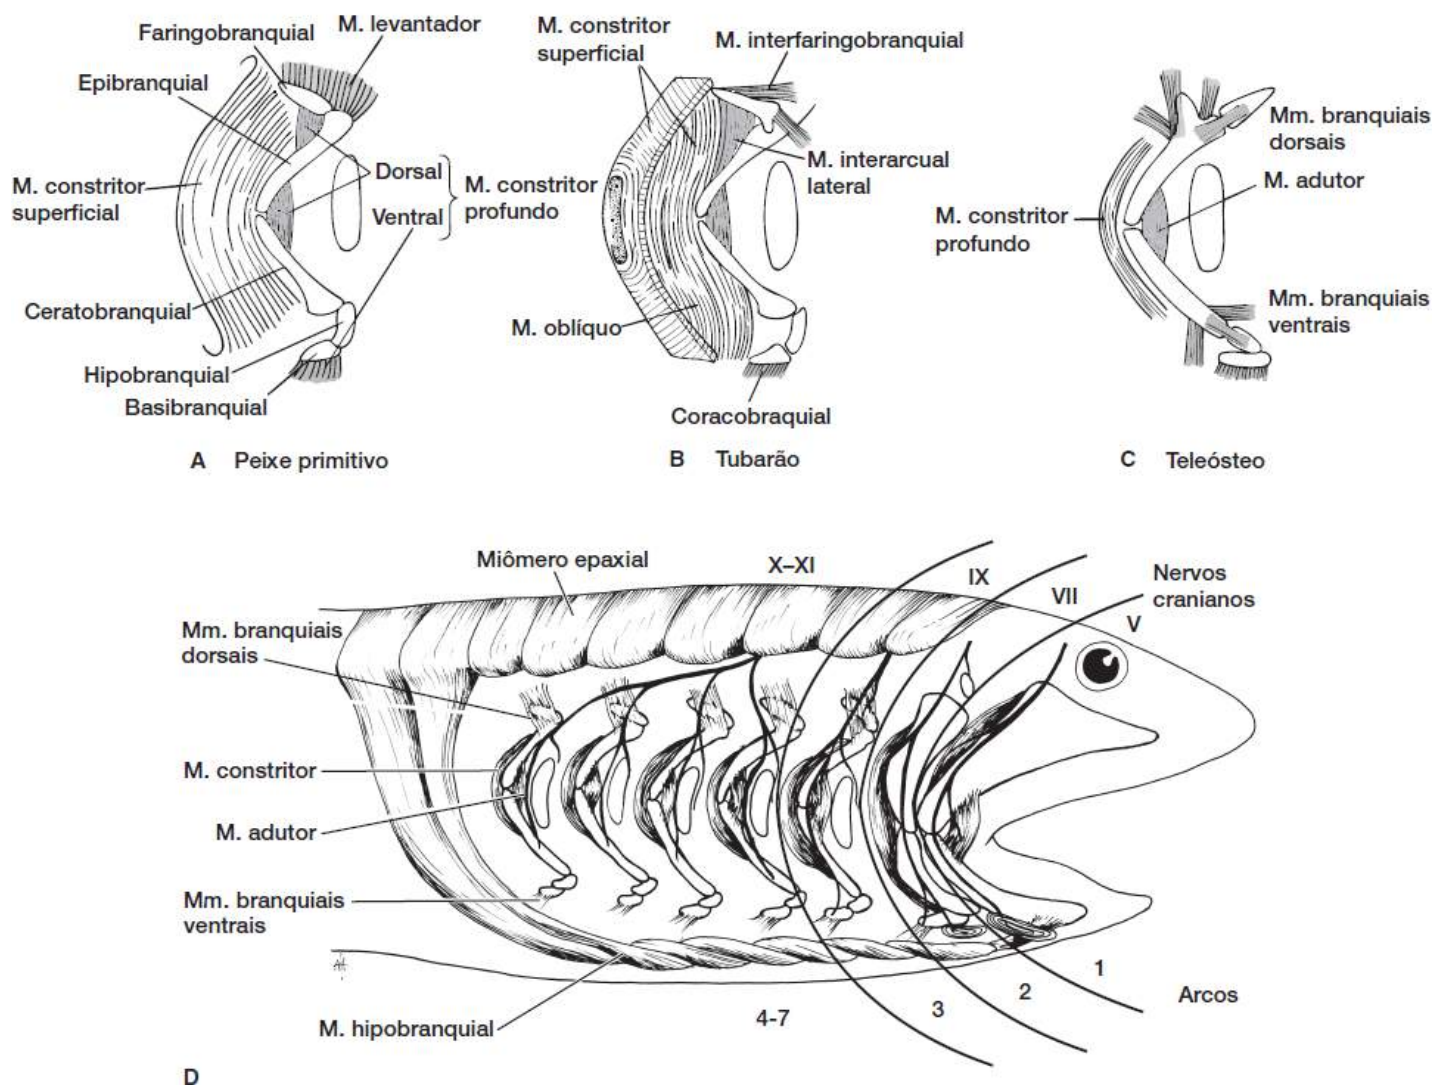 Faringobranquial
M. levantador
Epibranquial
M. constritor
superficial
Dorsal
Ventral
M. constritor
profundo
Ceratobranquial
Hipobranquial
Basibranquial
A Peixe primitivo
M. constritor
superficial
M. interfaringobranquial
M. interarcual
lateral
M. oblíquo
Coracobraquial
B Tubarão
Mm. branquiais
dorsais
M. adutor
M. constritor
profundo
Mm. branquiais
ventrais
C Teleósteo
Miômero epaxial
X–XI
IX
VII
V
Nervos
cranianos
Mm. branquiais
dorsais
M. constritor
M. adutor
Mm. branquiais
ventrais
M. hipobranquial
4-7
3
2
1
Arcos
D